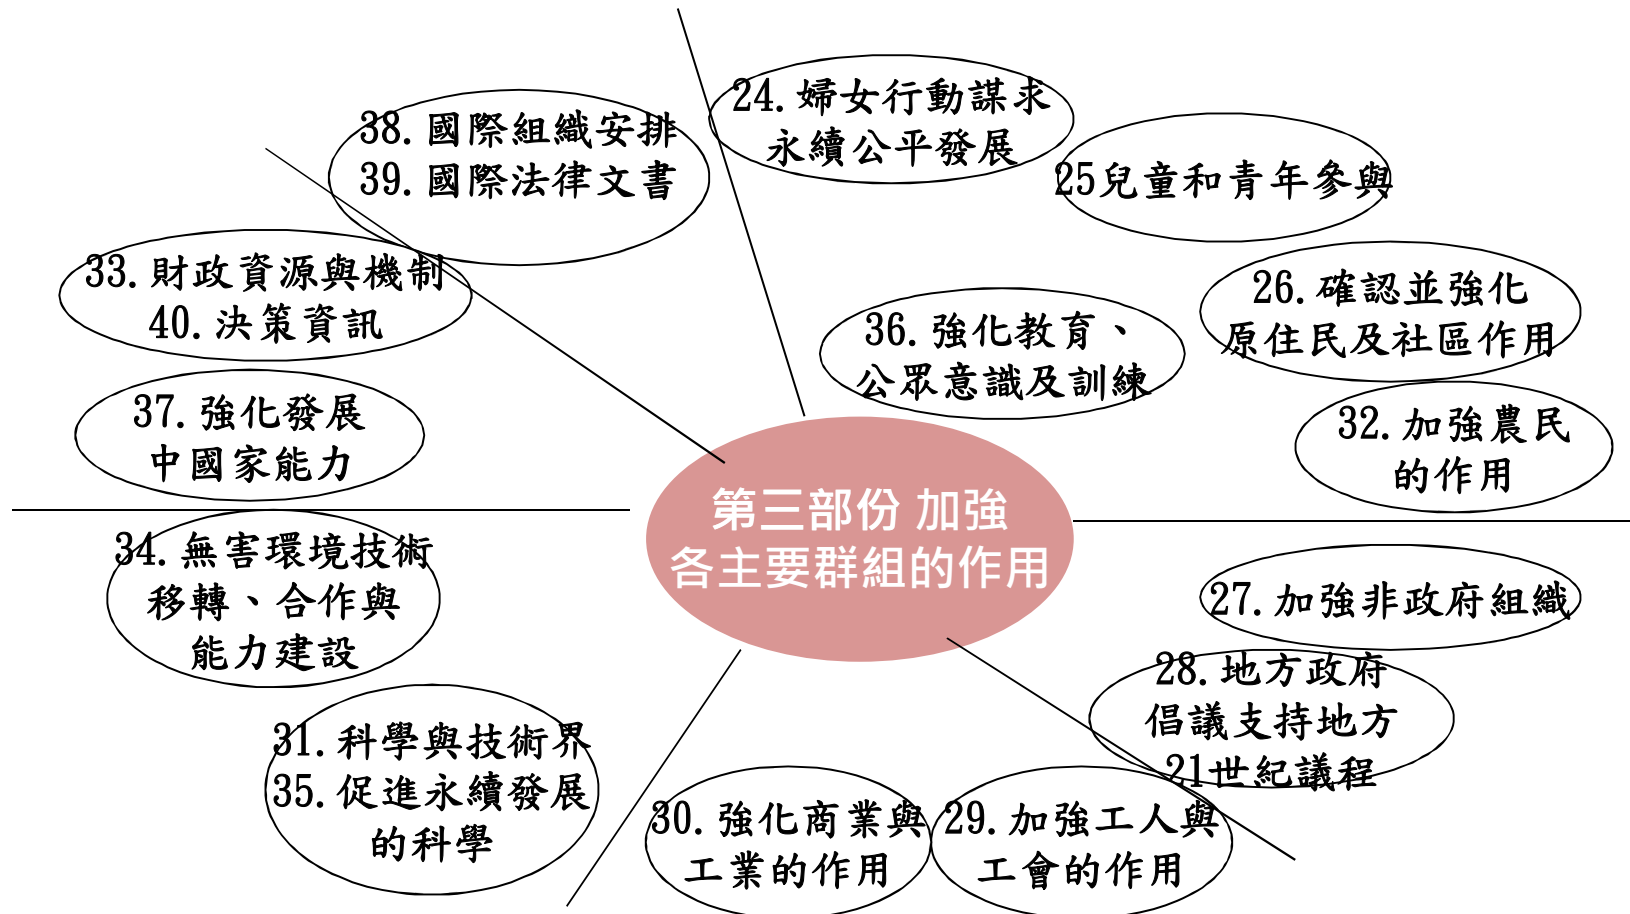 24. 婦女行動謀求
永續公平發展
38. 國際組織安排
39. 國際法律文書
25兒童和青年參與
33. 財政資源與機制
40. 決策資訊
26. 確認並強化
原住民及社區作用
36. 強化教育、
公眾意識及訓練
37. 強化發展
中國家能力
32. 加強農民
的作用
第三部份 加強
各主要群組的作用
34. 無害環境技術
移轉、合作與
能力建設
27. 加強非政府組織
28. 地方政府
倡議支持地方
21世紀議程
31. 科學與技術界
35. 促進永續發展
的科學
30. 強化商業與
工業的作用
29. 加強工人與
工會的作用